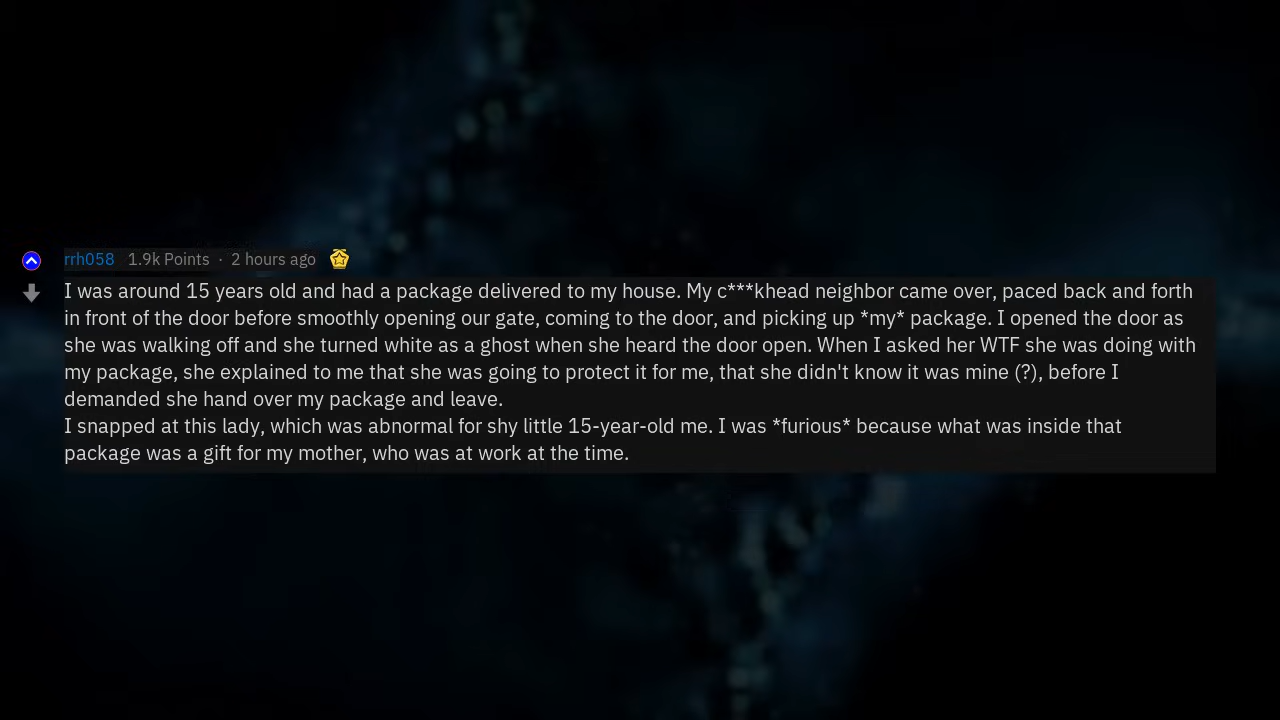 rrh058 1.9k Points · 2 hours ago
I was around 15 years old and had a package delivered to my house. My c***khead neighbor came over, paced back and forth
in front of the door before smoothly opening our gate, coming to the door, and picking up *my* package. I opened the door as
she was walking off and she turned white as a ghost when she heard the door open. When I asked her WTF she was doing with
my package, she explained to me that she was going to protect it for me, that she didn't know it was mine (?), before I
demanded she hand over my package and leave.
I snapped at this lady, which was abnormal for shy little 15-year-old me. I was *furious* because what was inside that
package was a gift for my mother, who was at work at the time.